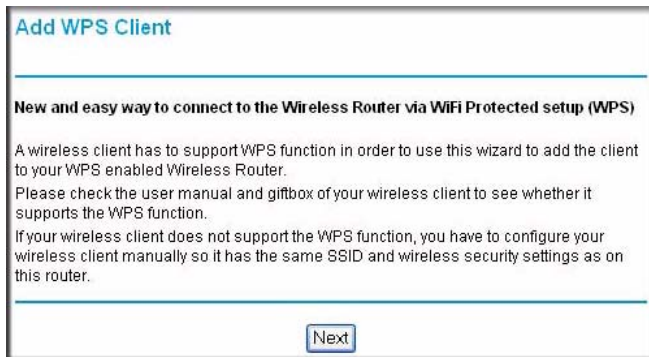 Add WPS Client
New and easy way to connect to the Wireless Router via WiFi Protected setup (WPS)
A wireless client has to support WPS function in order to use this wizard to add the client
to your WPS enabled Wireless Router.
Please check the user manual and giftbox of your wireless client to see whether it
supports the WPS function.
If your wireless client does not support the WPS function, you have to configure your
wireless client manually so it has the same SSID and wireless security settings as on
this router.
Next